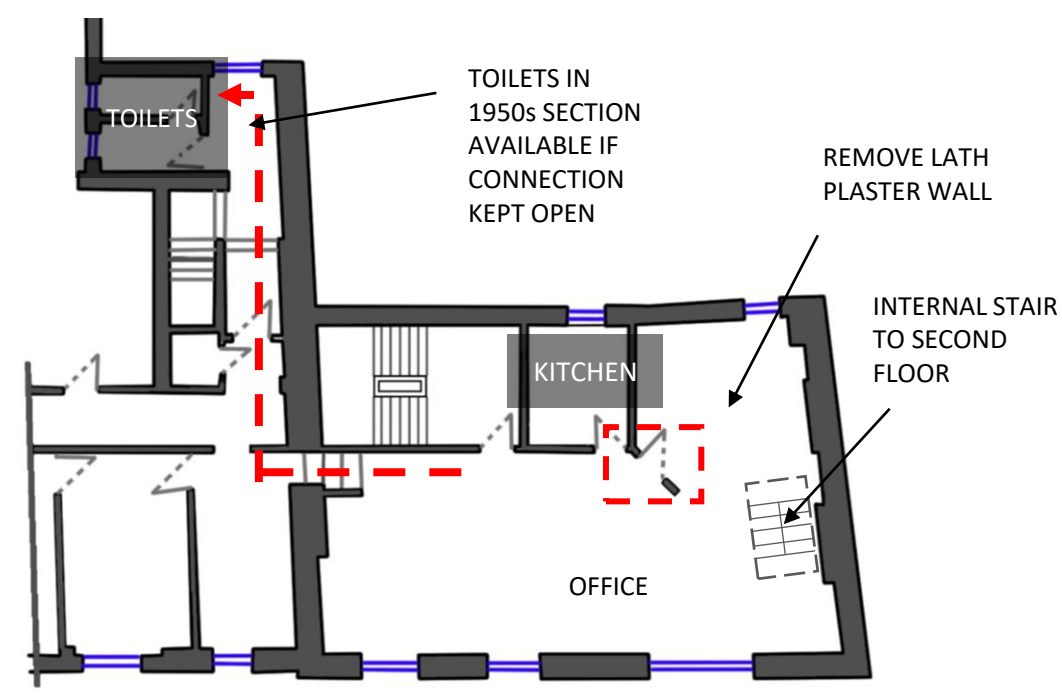 TOILETS
TOILETS IN
1950s SECTION
AVAILABLE IF
CONNECTION
KEPT OPEN
REMOVE LATH
PLASTER WALL
INTERNAL STAIR
TO SECOND
FLOOR
KITCHEN
OFFICE